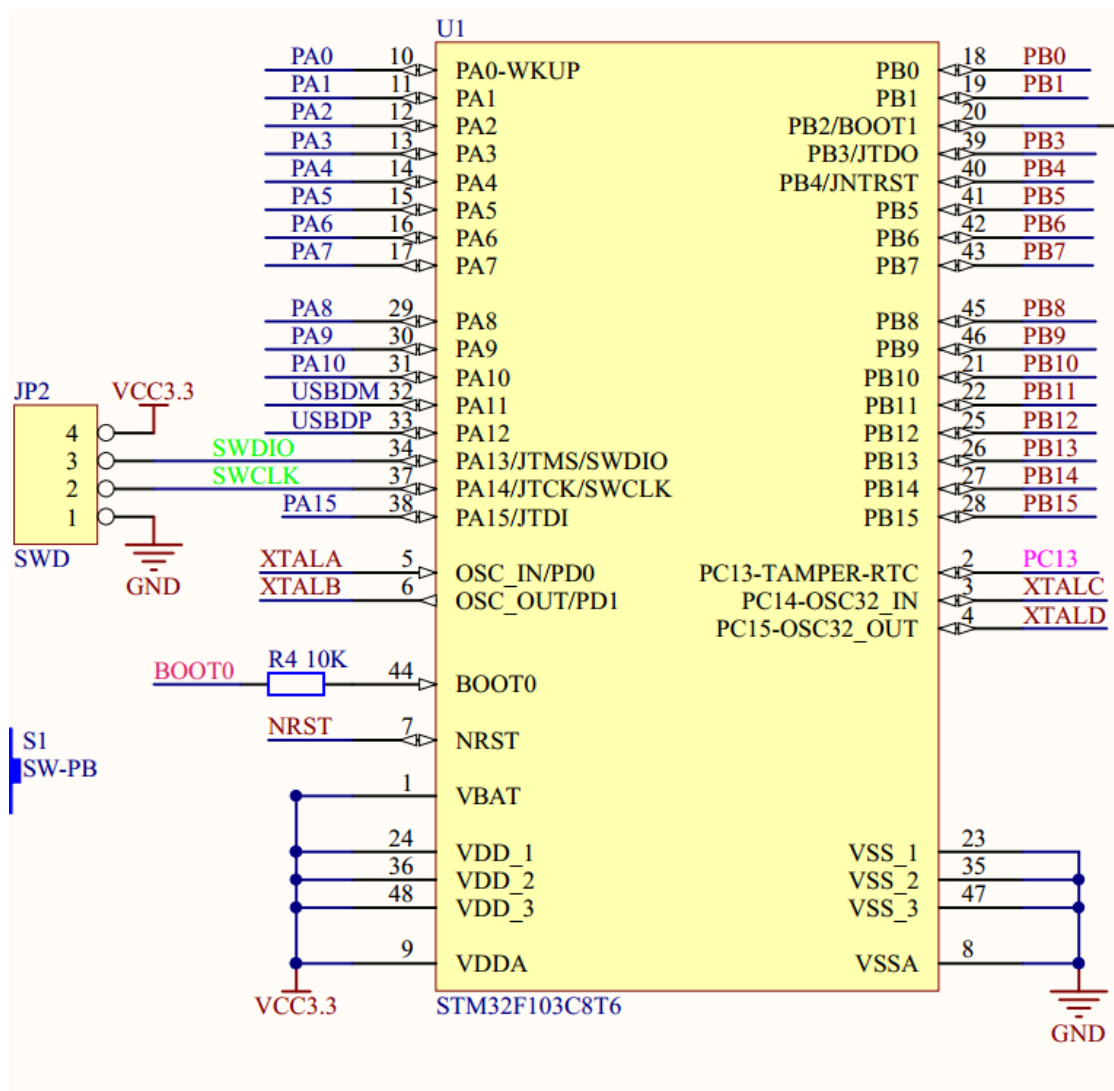 U1
PA0 10 PA0-WKUP PB0 18 PB0
PA1 11 PA1 PB1 19 PB1
PA2 12 PA2 PB2/BOOT1 20
PA3 13 PA3 PB3/JTDO 39 PB3
PA4 14 PA4 PB4/JNTRST 40 PB4
PA5 15 PA5 PB5 41 PB5
PA6 16 PA6 PB6 42 PB6
PA7 17 PA7 PB7 43 PB7
PA8 29 PA8 PB8 45 PB8
PA9 30 PA9 PB9 46 PB9
PA10 31 PA10 PB10 21 PB10
JP2 VCC3.3 USBDM 32 PA11 PB11 22 PB11
4 USBDP 33 PA12 PB12 25 PB12
3 SWDIO 34 PA13/JTMS/SWDIO PB13 26 PB13
2 SWCLK 37 PA14/JTCK/SWCLK PB14 27 PB14
1 PA15 38 PA15/JTDI PB15 28 PB15
SWD GND
XTALA 5 OSC_IN/PD0 PC13-TAMPER-RTC 2 PC13
XTALB 6 OSC_OUT/PD1 PC14-OSC32_IN 3 XTALC
PC15-OSC32_OUT 4 XTALD
BOOT0 R4 10K 44 BOOT0
NRST 7 NRST
S1
SW-PB
1 VBAT
24 VDD_1 VSS_1 23
36 VDD_2 VSS_2 35
48 VDD_3 VSS_3 47
9 VDDA VSSA 8
VCC3.3 STM32F103C8T6
GND